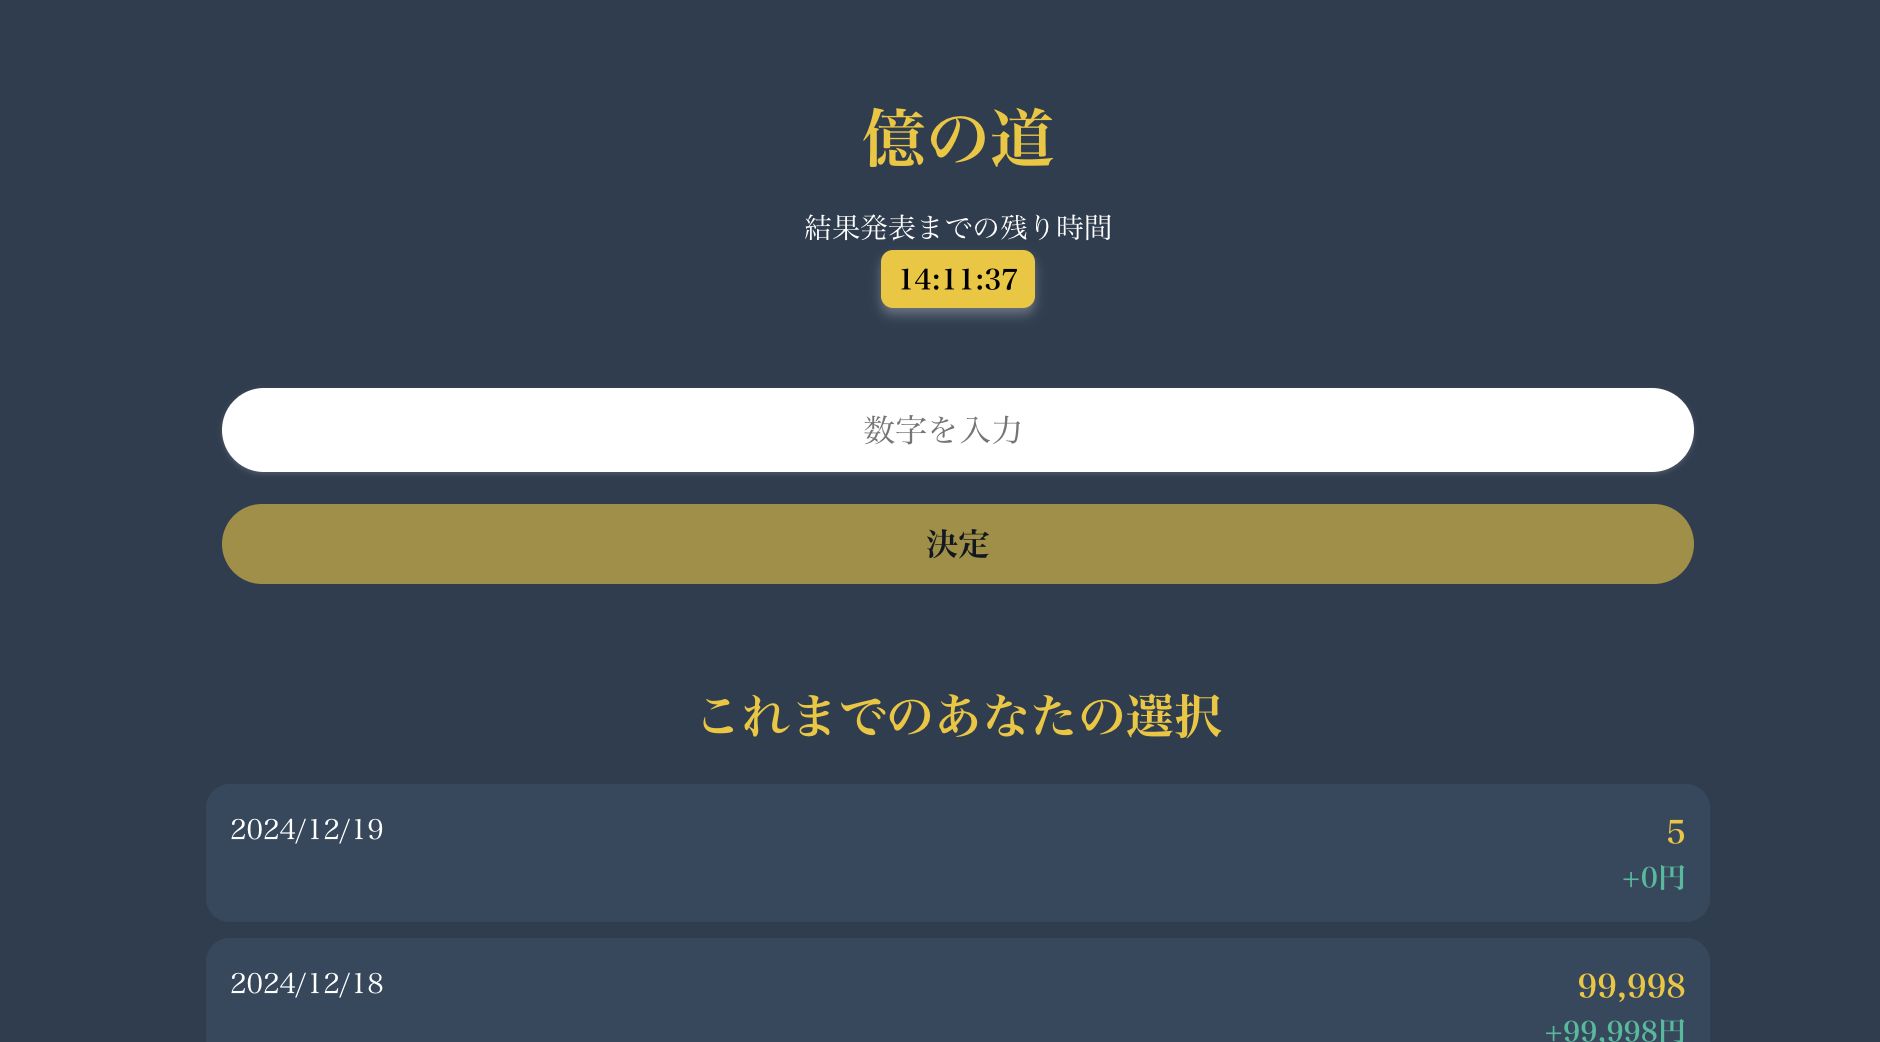 億の道
結果発表までの残り時間
14:11:37
数字を入力
決定
これまでのあなたの選択
2024/12/19
5
+0円
2024/12/18
99,998
+99,998円